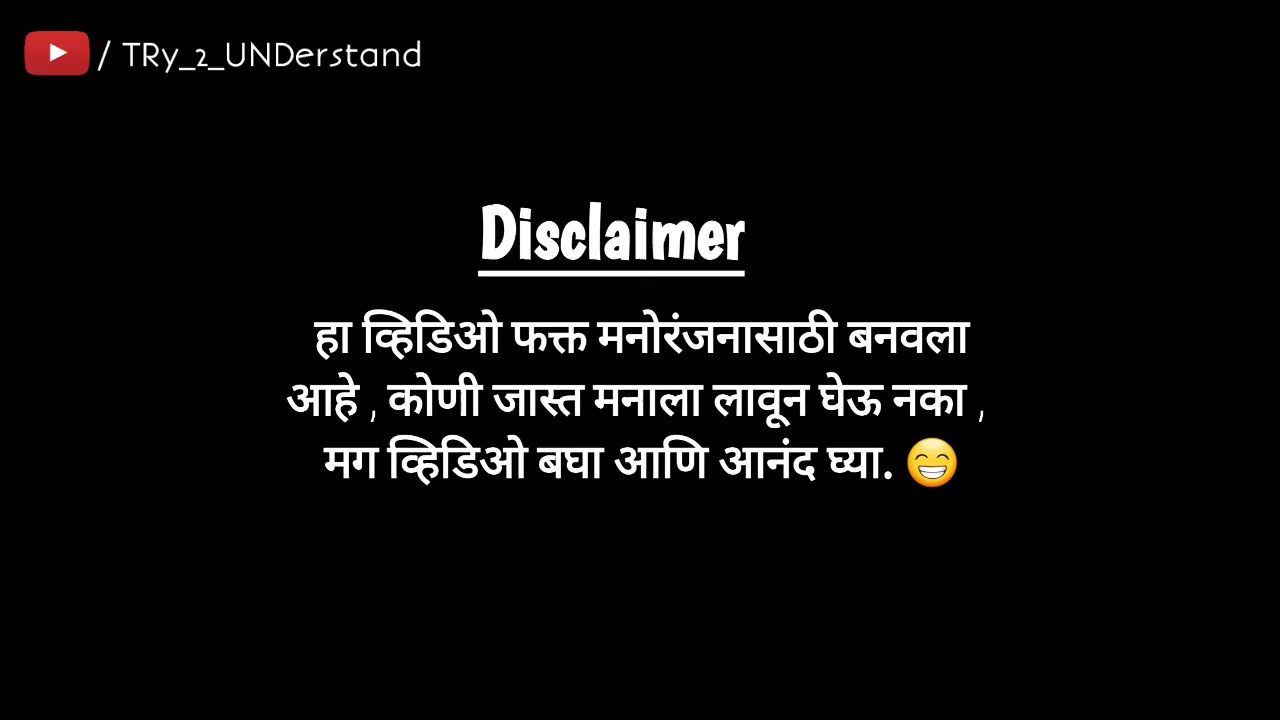 / TRy_2_UNDerstand
Disclaimer
हा व्हिडिओ फक्त मनोरंजनासाठी बनवला
आहे , कोणी जास्त मनाला लावून घेऊ नका ,
मग व्हिडिओ बघा आणि आनंद घ्या. 😁